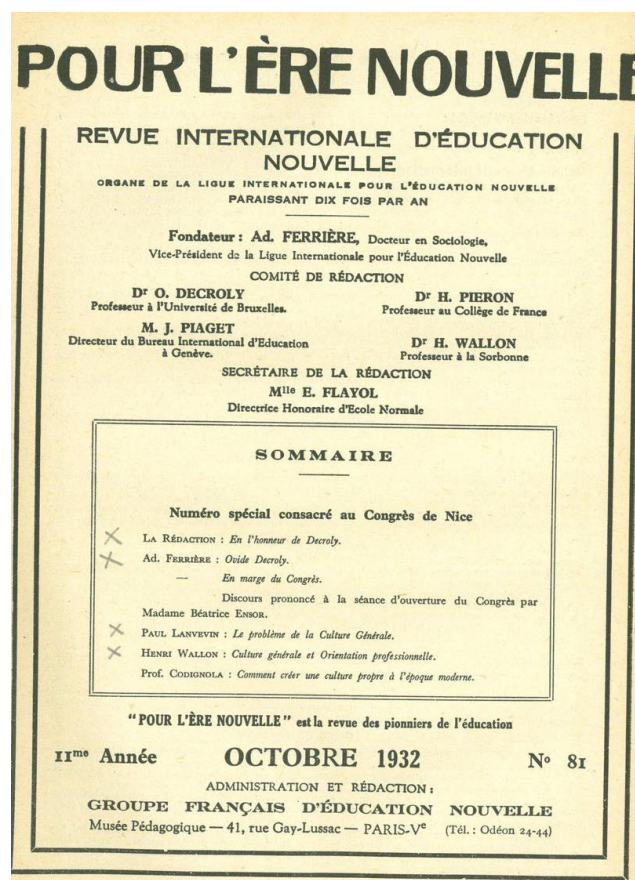 POUR L'ÈRE NOUVELLE
REVUE INTERNATIONALE D'ÉDUCATION
NOUVELLE
ORGANE DE LA LIGUE INTERNATIONALE POUR L'ÉDUCATION NOUVELLE
PARAISSANT DIX FOIS PAR AN
Fondateur : Ad. FERRIÈRE, Docteur en Sociologie,
Vice-Président de la Ligue Internationale pour l'Éducation Nouvelle
COMITÉ DE RÉDACTION
Dr O. DECROLY
Professeur à l'Université de Bruxelles.
Dr H. PIERON
Professeur au Collège de France
M. J. PIAGET
Directeur du Bureau International d'Education
à Genève.
Dr H. WALLON
Professeur à la Sorbonne
SECRÉTAIRE DE LA RÉDACTION
Mlle E. FLAYOL
Directrice Honoraire d'Ecole Normale
SOMMAIRE
Numéro spécial consacré au Congrès de Nice
LA RÉDACTION : En l'honneur de Decroly.
Ad. FERRIÈRE : Ovide Decroly.
— En marge du Congrès.
Discours prononcé à la séance d'ouverture du Congrès par
Madame Béatrice ENSOR.
PAUL LANVEVIN : Le problème de la Culture Générale.
HENRI WALLON : Culture générale et Orientation professionnelle.
Prof. CODIGNOLA : Comment créer une culture propre à l'époque moderne.
"POUR L'ÈRE NOUVELLE" est la revue des pionniers de l'éducation
11me Année OCTOBRE 1932 No 81
ADMINISTRATION ET RÉDACTION :
GROUPE FRANÇAIS D'ÉDUCATION NOUVELLE
Musée Pédagogique — 41, rue Gay-Lussac — PARIS-Ve (Tél. : Odéon 24-44)